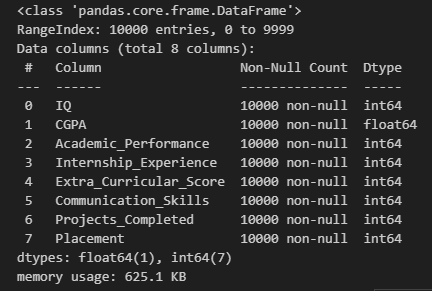 <class 'pandas.core.frame.DataFrame'>
RangeIndex: 10000 entries, 0 to 9999
Data columns (total 8 columns):
 #   Column                 Non-Null Count  Dtype
---  ------                 --------------  -----
 0   IQ                     10000 non-null  int64
 1   CGPA                   10000 non-null  float64
 2   Academic_Performance   10000 non-null  int64
 3   Internship_Experience  10000 non-null  int64
 4   Extra_Curricular_Score 10000 non-null  int64
 5   Communication_Skills   10000 non-null  int64
 6   Projects_Completed     10000 non-null  int64
 7   Placement              10000 non-null  int64
dtypes: float64(1), int64(7)
memory usage: 625.1 KB